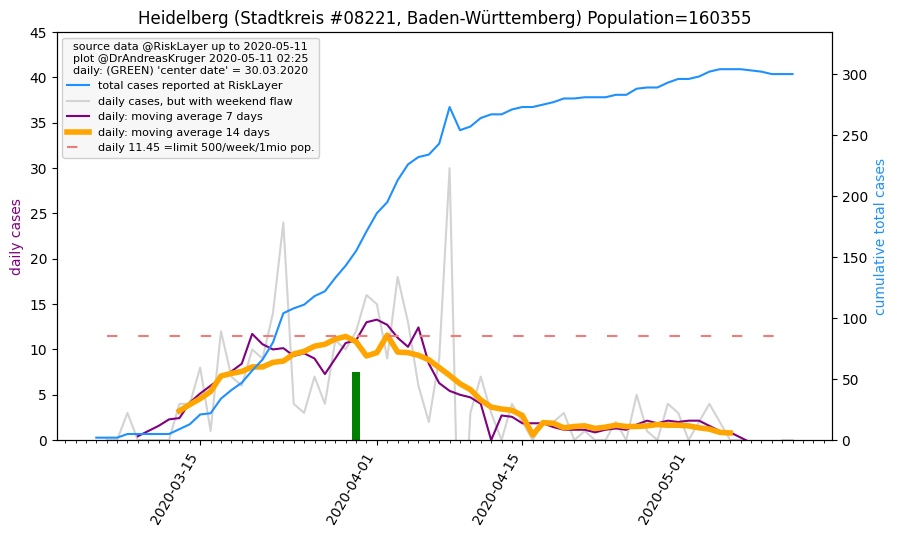 Heidelberg (Stadtkreis #08221, Baden-Württemberg) Population=160355
source data @RiskLayer up to 2020-05-11
plot @DrAndreasKruger 2020-05-11 02:25
daily: (GREEN) 'center date' = 30.03.2020
total cases reported at RiskLayer
daily cases, but with weekend flaw
daily: moving average 7 days
daily: moving average 14 days
daily 11.45 =limit 500/week/1mio pop.
daily cases
45
40
35
30
25
20
15
10
5
0
cumulative total cases
300
250
200
150
100
50
0
2020-03-15
2020-04-01
2020-04-15
2020-05-01